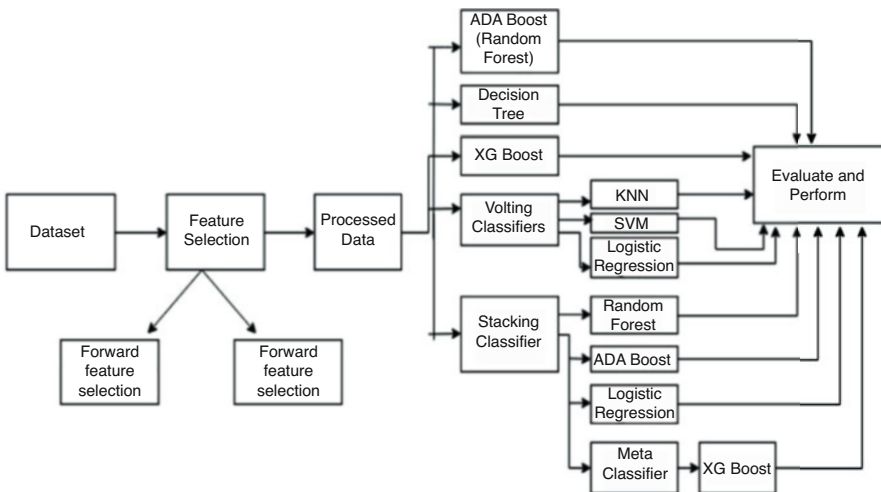 ADA Boost
(Random
Forest)
Decision
Tree
XG Boost
Dataset
Feature
Selection
Processed
Data
Volting
Classifiers
KNN
SVM
Logistic
Regression
Evaluate and
Perform
Forward
feature
selection
Forward
feature
selection
Stacking
Classifier
Random
Forest
ADA Boost
Logistic
Regression
Meta
Classifier
XG Boost